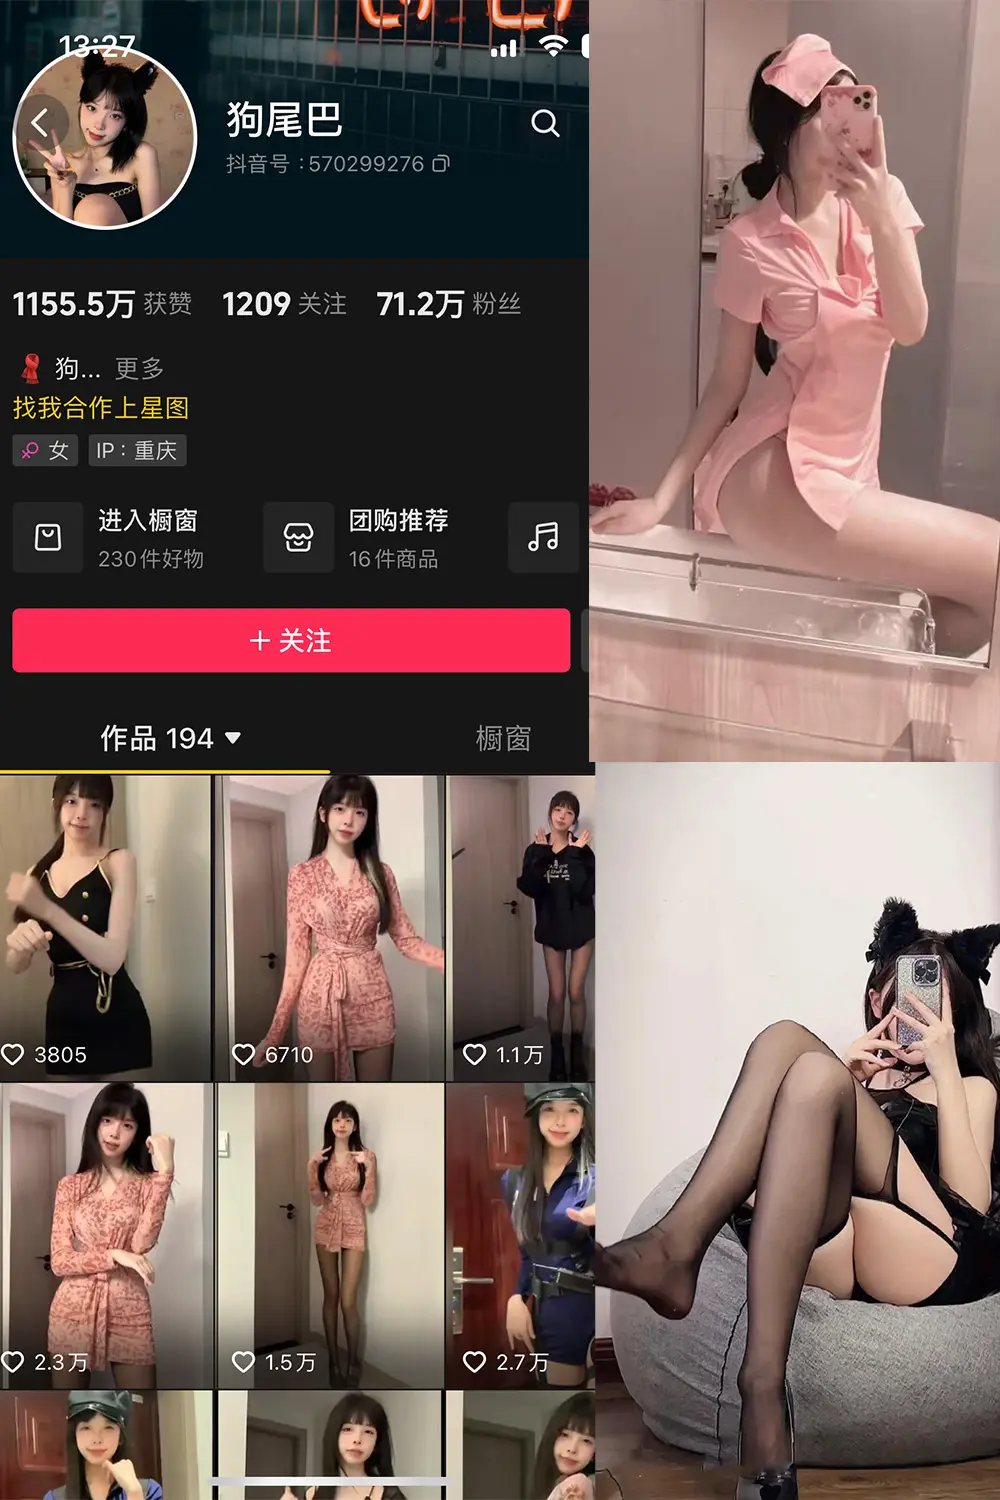 13:27
狗尾巴
抖音号：570299276
1155.5万 获赞 1209 关注 71.2万 粉丝
狗... 更多
找我合作上星图
女 IP：重庆
进入橱窗 团购推荐
230件好物 16件商品
+ 关注
作品 194 橱窗
3805 6710 1.1万
2.3万 1.5万 2.7万